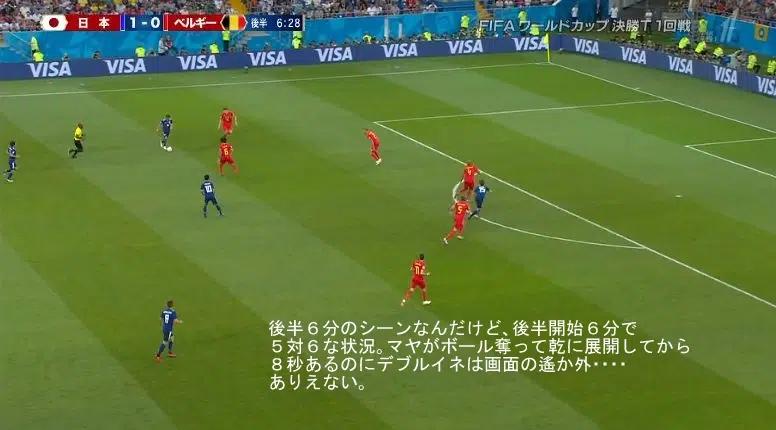 日本 1-0 ベルギー 後半 6:28
FIFA ワールドカップ 決勝T 1回戦
VISA VISA VISA VISA VISA VISA VISA VISA VISA VISA VISA
後半６分のシーンなんだけど、後半開始６分で
５対６な状況。マヤがボール奪って乾に展開してから
８秒あるのにデブルイネは画面の遙か外‥‥
ありえない。